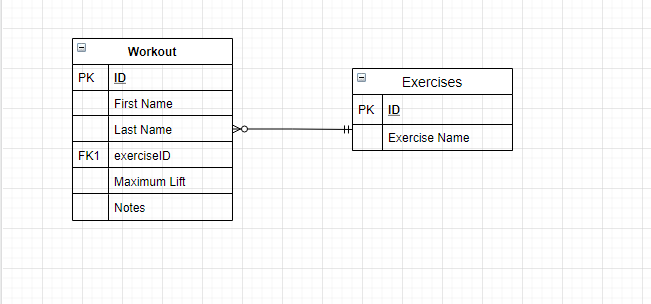 Workout
PK ID
First Name
Last Name
FK1 exerciseID
Maximum Lift
Notes
Exercises
PK ID
Exercise Name